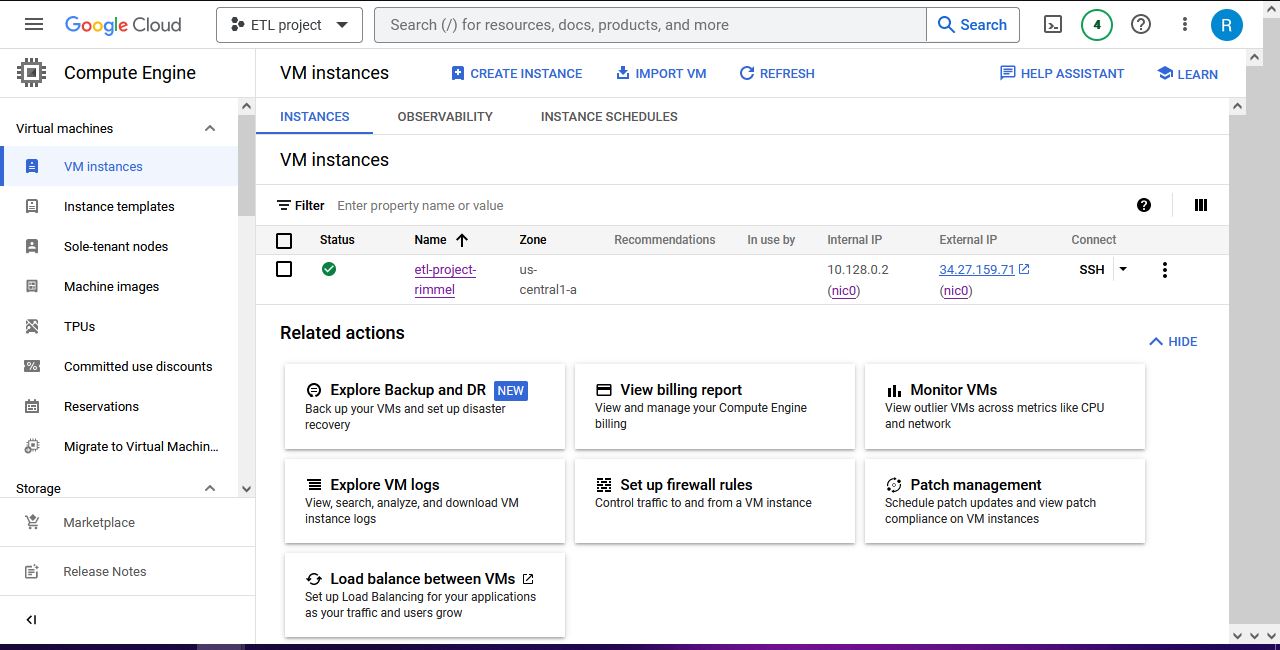 Google Cloud
ETL project
Search (/) for resources, docs, products, and more
Search
4
R
Compute Engine
VM instances
CREATE INSTANCE
IMPORT VM
REFRESH
HELP ASSISTANT
LEARN
Virtual machines
VM instances
Instance templates
Sole-tenant nodes
Machine images
TPUs
Committed use discounts
Reservations
Migrate to Virtual Machin...
Storage
Marketplace
Release Notes
INSTANCES
OBSERVABILITY
INSTANCE SCHEDULES
VM instances
Filter
Enter property name or value
Status
Name
Zone
Recommendations
In use by
Internal IP
External IP
Connect
etl-project-
rimmel
us-
central1-a
10.128.0.2
(nic0)
34.27.159.71
(nic0)
SSH
Related actions
HIDE
Explore Backup and DR NEW
Back up your VMs and set up disaster
recovery
View billing report
View and manage your Compute Engine
billing
Monitor VMs
View outlier VMs across metrics like CPU
and network
Explore VM logs
View, search, analyze, and download VM
instance logs
Set up firewall rules
Control traffic to and from a VM instance
Patch management
Schedule patch updates and view patch
compliance on VM instances
Load balance between VMs
Set up Load Balancing for your applications
as your traffic and users grow